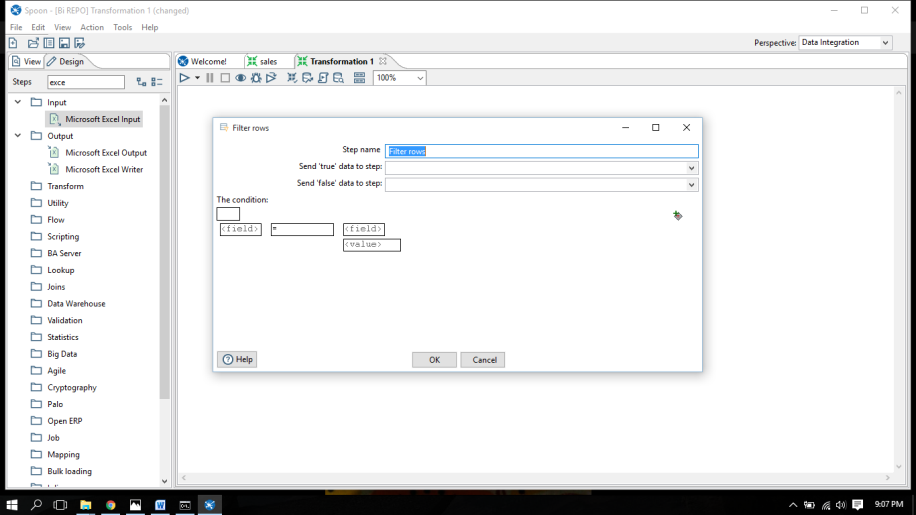 Spoon - [Bi REPO] Transformation 1 (changed)
File Edit View Action Tools Help
Perspective: Data Integration
View Design
Welcome! sales Transformation 1
Steps exce
100%
Input
Microsoft Excel Input
Output
Microsoft Excel Output
Microsoft Excel Writer
Transform
Utility
Flow
Scripting
BA Server
Lookup
Joins
Data Warehouse
Validation
Statistics
Big Data
Agile
Cryptography
Palo
Open ERP
Job
Mapping
Bulk loading
Filter rows
Step name Filter rows
Send 'true' data to step:
Send 'false' data to step:
The condition:
<field> = <field>
<value>
Help OK Cancel
9:07 PM